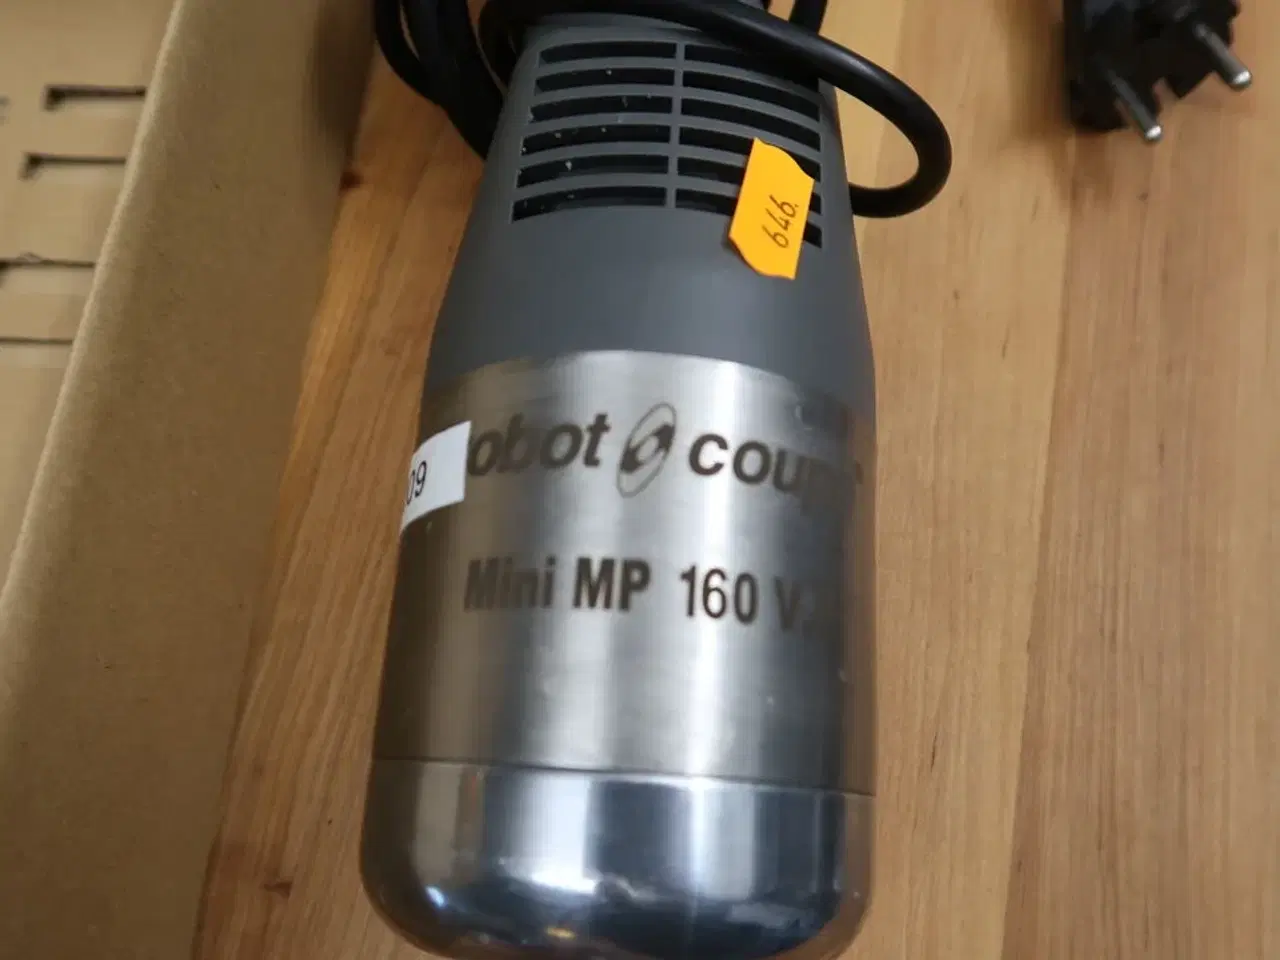 646.
09
obot coup
Mini MP 160 V.